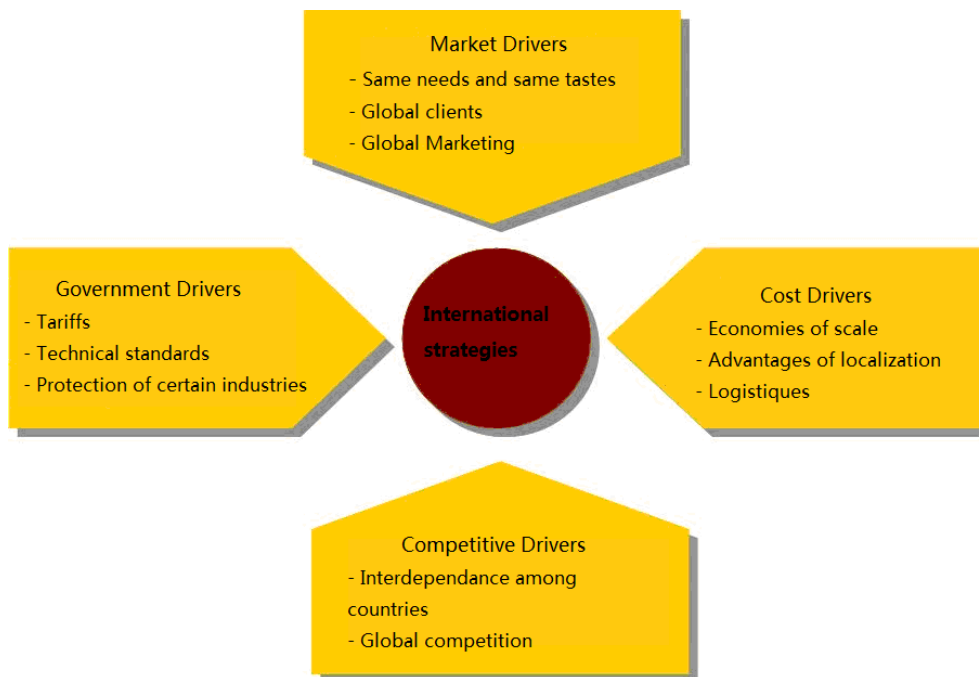 Market Drivers
- Same needs and same tastes
- Global clients
- Global Marketing
Government Drivers
- Tariffs
- Technical standards
- Protection of certain industries
International
strategies
Cost Drivers
- Economies of scale
- Advantages of localization
- Logistiques
Competitive Drivers
- Interdependance among
countries
- Global competition